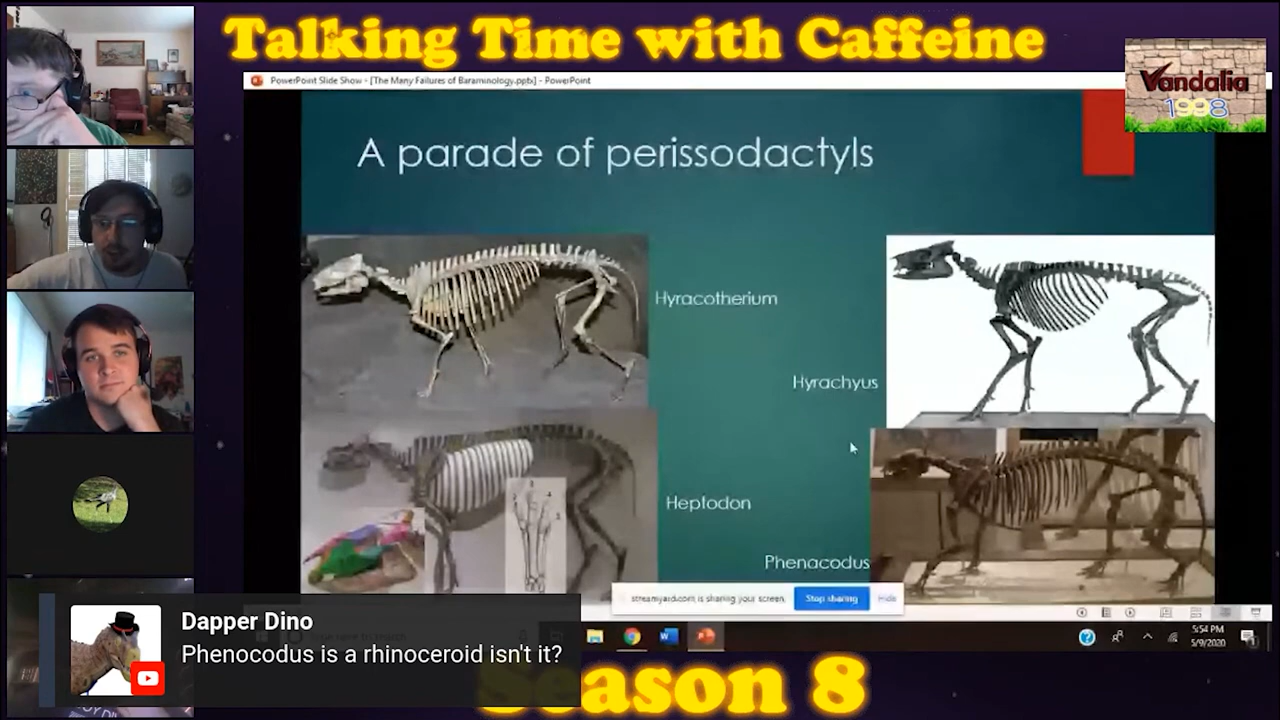 Talking Time with Caffeine
PowerPoint Slide Show - [The Many Failures of Baraminology.pptx] - PowerPoint
Vandalia
1998
A parade of perissodactyls
Hyracotherium
Hyrachyus
Heptodon
Phenacodus
streamyard.com is sharing your screen.
Stop sharing
Hide
Dapper Dino
Phenocodus is a rhinoceroid isn't it?
5:54 PM
5/9/2020
Season 8